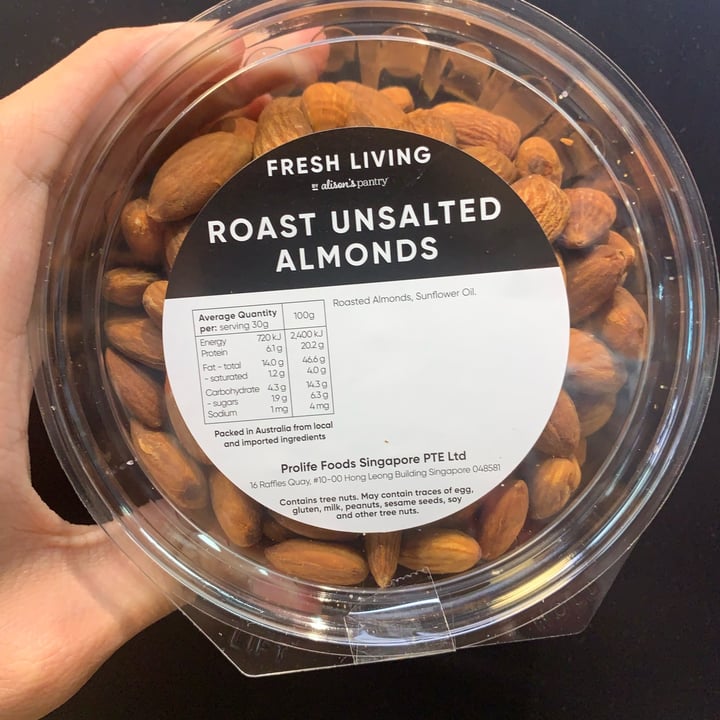 FRESH LIVING
BY alison's pantry
ROAST UNSALTED
ALMONDS
Roasted Almonds, Sunflower Oil.
Average Quantity
per: serving 30g 100g
Energy 720 kJ 2,400 kJ
Protein 6.1 g 20.2 g
Fat - total 14.0 g 46.6 g
- saturated 1.2 g 4.0 g
Carbohydrate 4.3 g 14.3 g
- sugars 1.9 g 6.3 g
Sodium 1 mg 4 mg
Packed in Australia from local
and imported ingredients
Prolife Foods Singapore PTE Ltd
16 Raffles Quay, #10-00 Hong Leong Building Singapore 048581
Contains tree nuts. May contain traces of egg,
gluten, milk, peanuts, sesame seeds, soy
and other tree nuts.